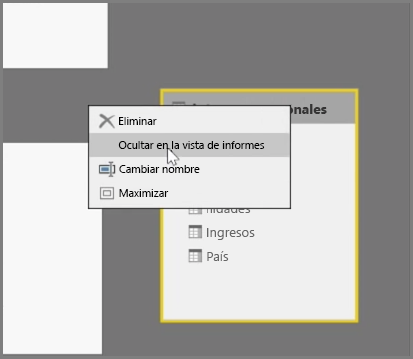 Eliminar
Ocultar en la vista de informes
Cambiar nombre
Maximizar
Ingresos
País